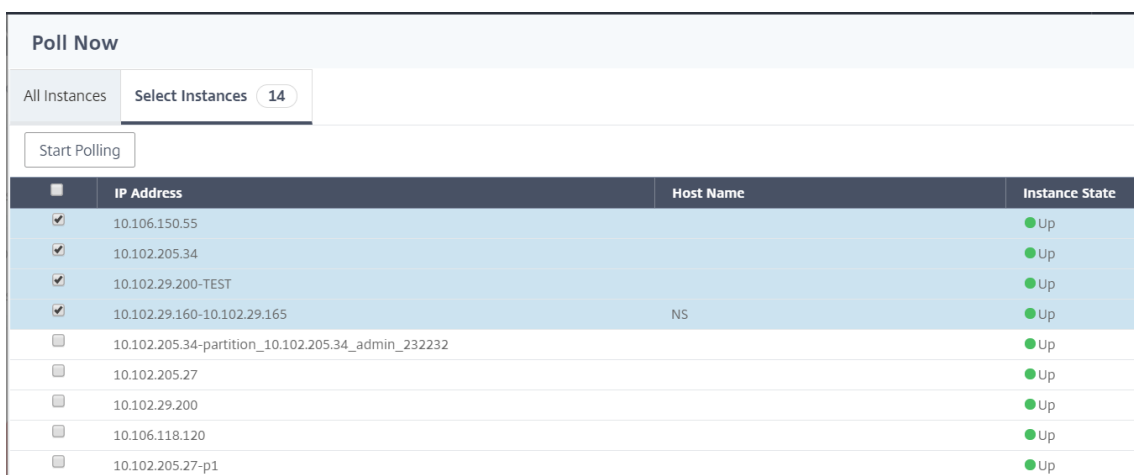 Poll Now
All Instances Select Instances 14
Start Polling
IP Address Host Name Instance State
10.106.150.55 Up
10.102.205.34 Up
10.102.29.200-TEST Up
10.102.29.160-10.102.29.165 NS Up
10.102.205.34-partition_10.102.205.34_admin_232232 Up
10.102.205.27 Up
10.102.29.200 Up
10.106.118.120 Up
10.102.205.27-p1 Up